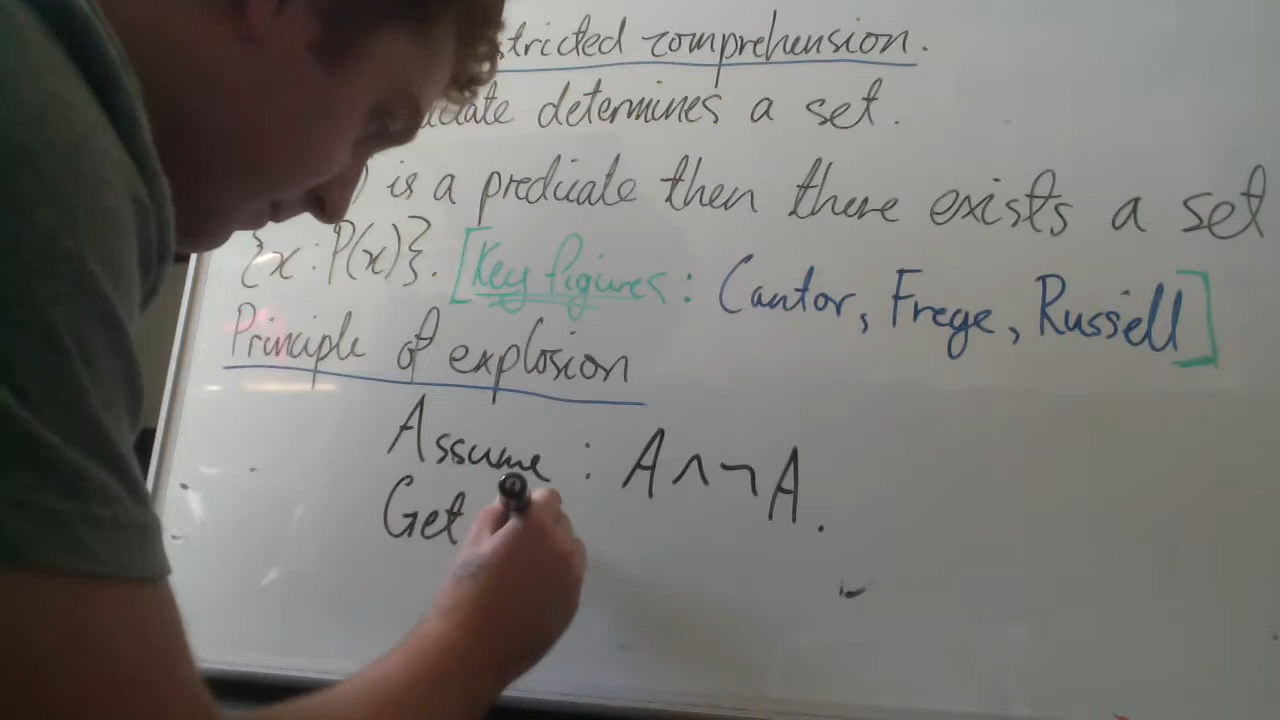 stricted comprehension.
determines a set.
is a predicate then there exists a set
{x : P(x)}. [Key figures : Cantor, Frege, Russell]
Principle of explosion
Assume : A ∧ ¬ A.
Get